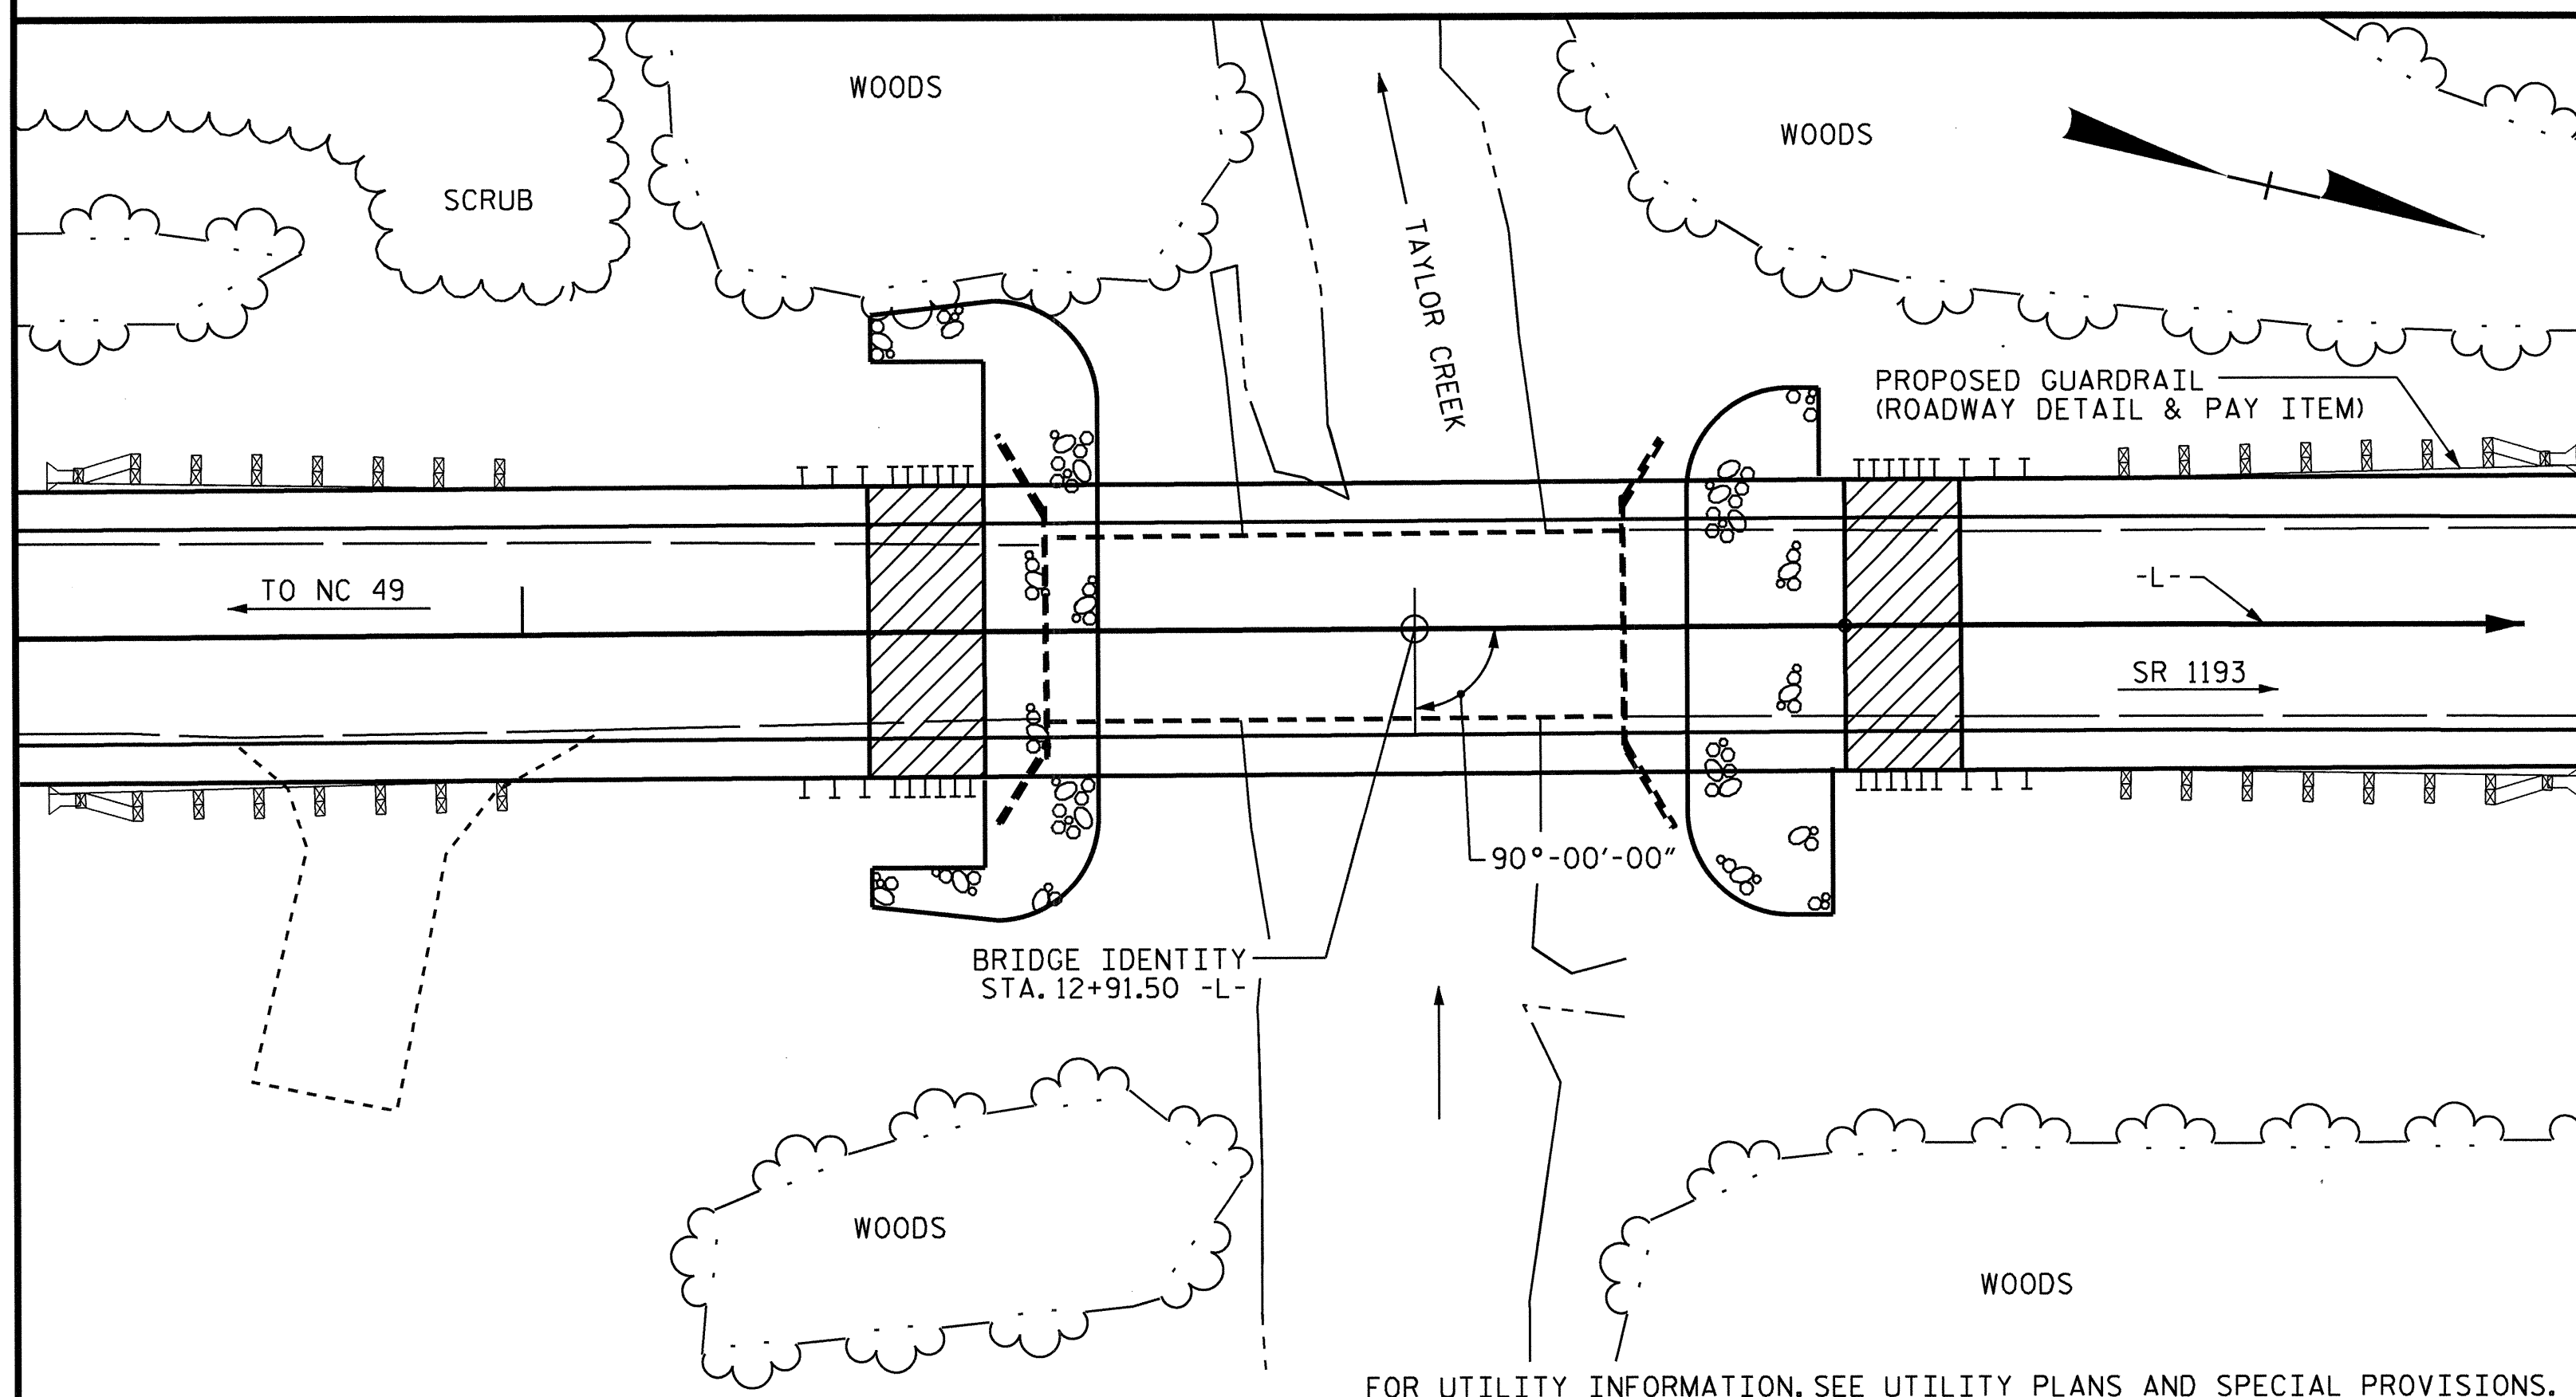 WOODS
WOODS
SCRUB
TAYLOR CREEK
PROPOSED GUARDRAIL
(ROADWAY DETAIL & PAY ITEM)
TO NC 49
-L-
SR 1193
90°-00'-00"
BRIDGE IDENTITY
STA. 12+91.50 -L-
WOODS
WOODS
FOR UTILITY INFORMATION, SEE UTILITY PLANS AND SPECIAL PROVISIONS.